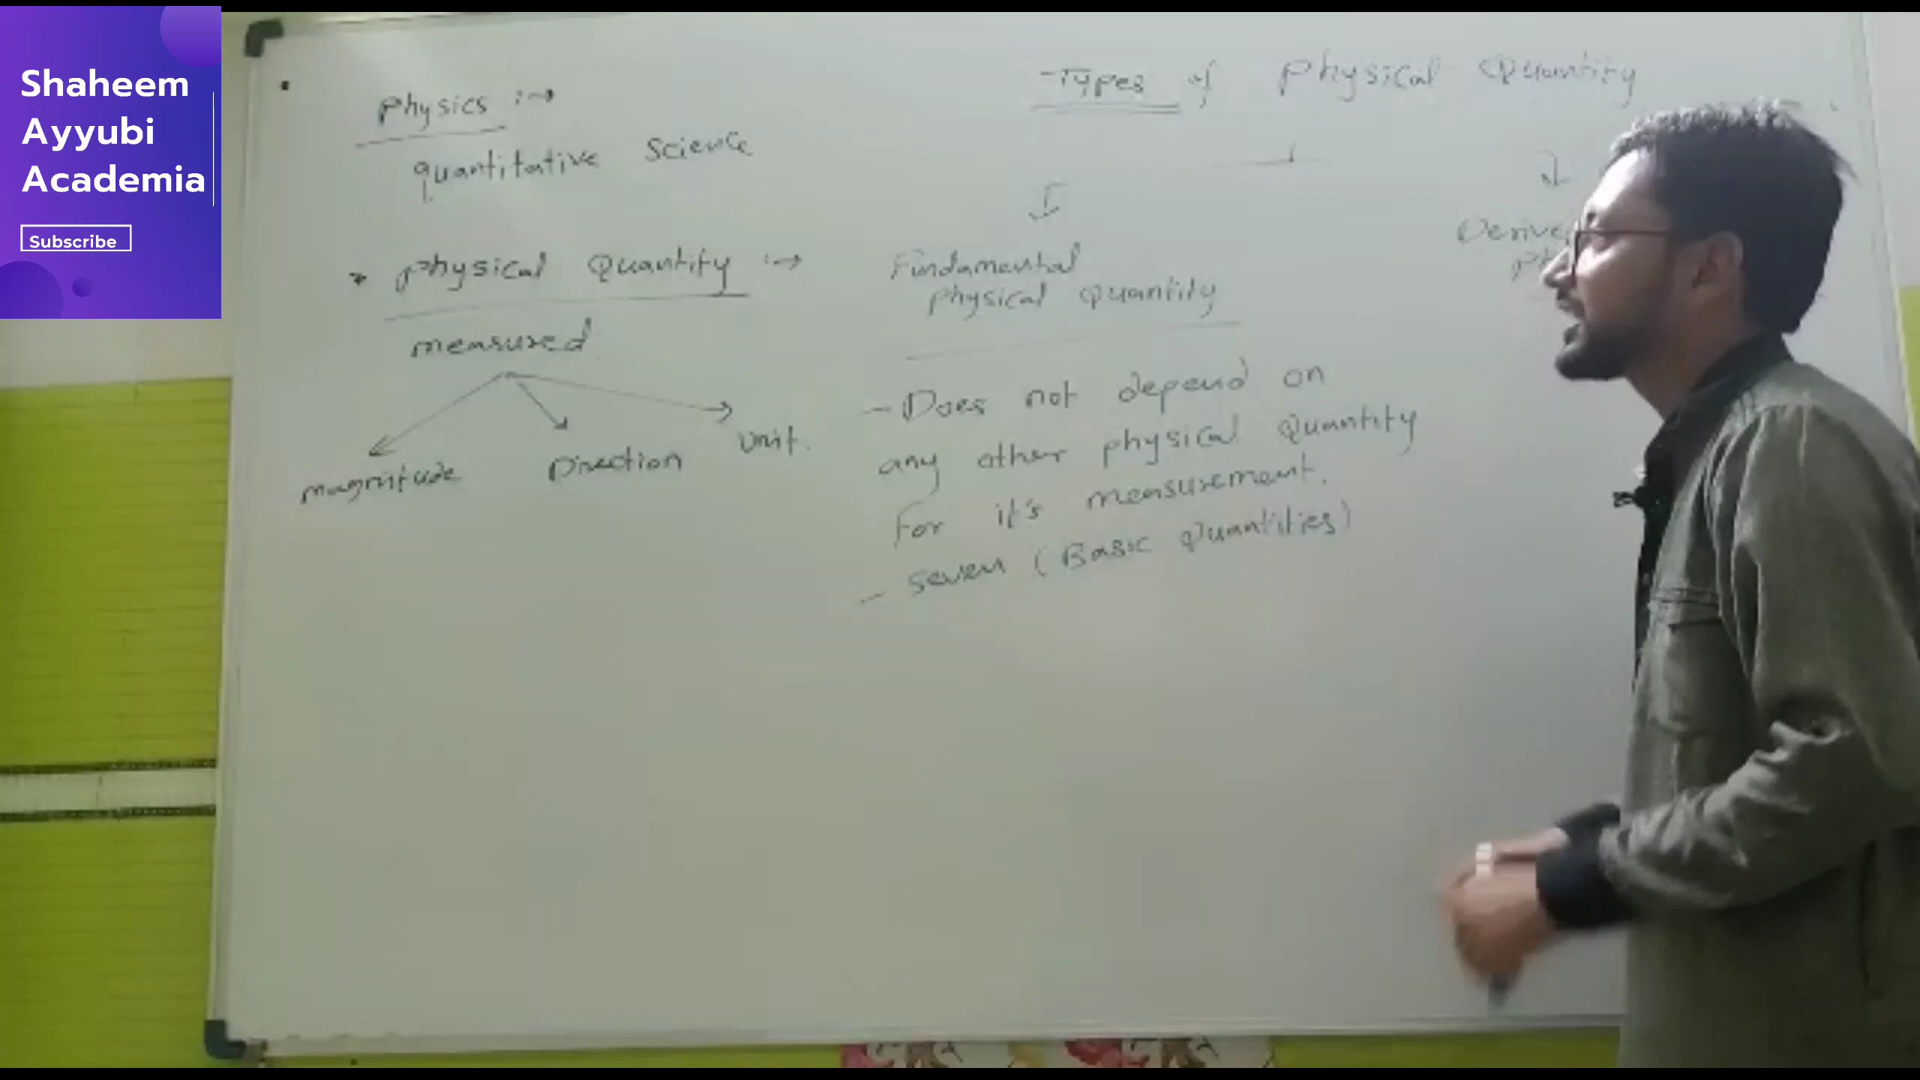 Shaheem
Ayyubi
Academia
Subscribe
Physics :→
quantitative science
Physical Quantity :→
measured
magnitude Direction Unit.
Types of Physical Quantity
Fundamental
Physical Quantity
- Does not depend on
any other physical quantity
for it's measurement.
- seven (Basic Quantities)